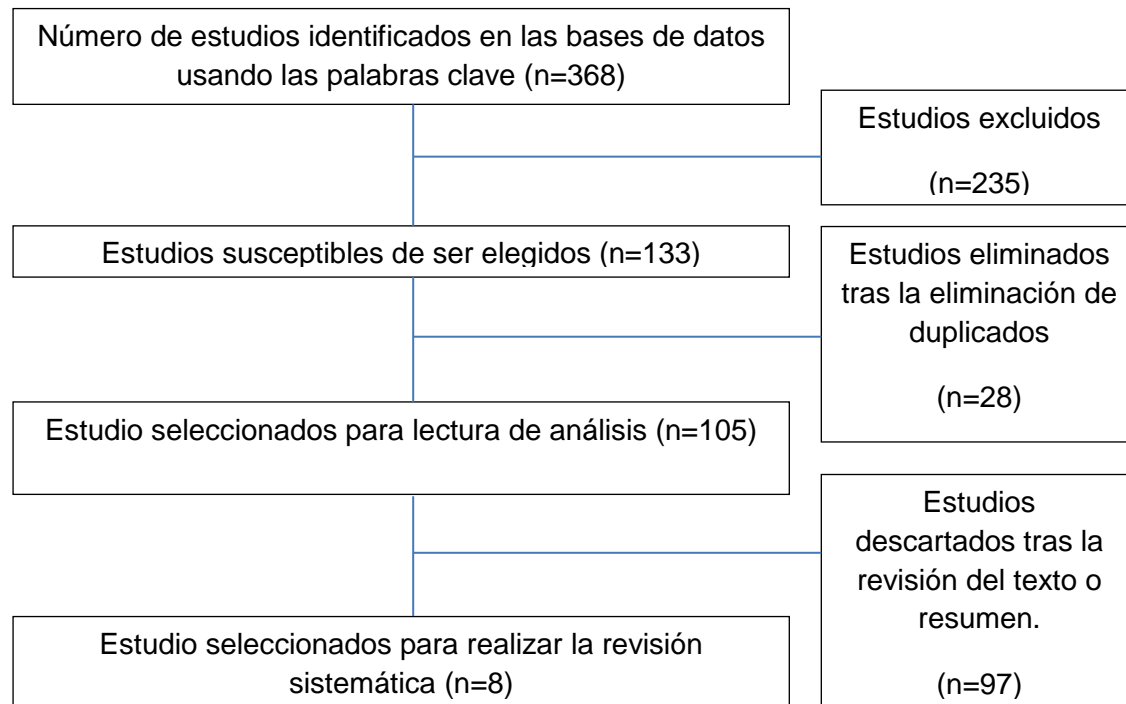 Número de estudios identificados en las bases de datos
usando las palabras clave (n=368)
Estudios excluidos
(n=235)
Estudios susceptibles de ser elegidos (n=133)
Estudios eliminados
tras la eliminación de
duplicados
(n=28)
Estudio seleccionados para lectura de análisis (n=105)
Estudios
descartados tras la
revisión del texto o
resumen.
(n=97)
Estudio seleccionados para realizar la revisión
sistemática (n=8)